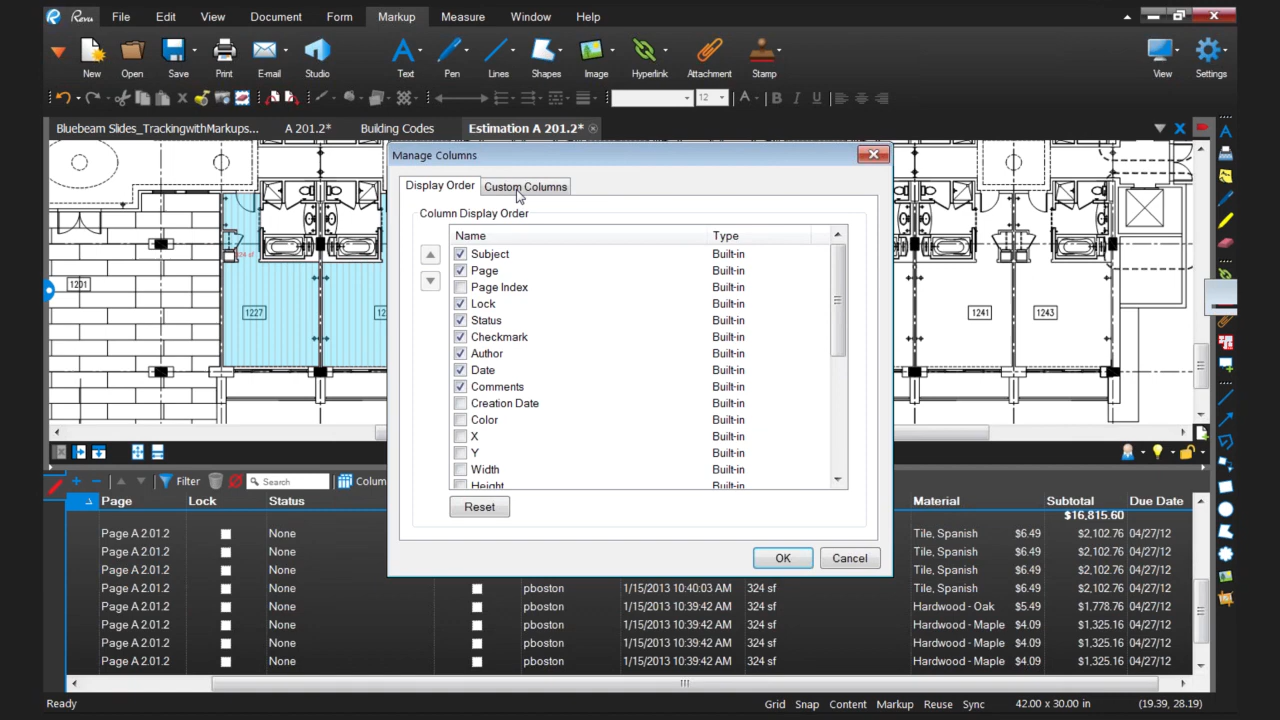 Revu File Edit View Document Form Markup Measure Window Help
New Open Save Print E-mail Studio Text Pen Lines Shapes Image Hyperlink Attachment Stamp View Settings
12 A B I U
Bluebeam Slides_TrackingwithMarkups... A 201.2* Building Codes Estimation A 201.2*
Manage Columns
Display Order Custom Columns
Column Display Order
Name Type
Subject Built-in
Page Built-in
Page Index Built-in
Lock Built-in
Status Built-in
Checkmark Built-in
Author Built-in
Date Built-in
Comments Built-in
Creation Date Built-in
Color Built-in
X Built-in
Y Built-in
Width Built-in
Height Built-in
Reset
OK Cancel
1201
324 sf
1227
12
1241
1243
Filter Search Colum
Page Lock Status Material Subtotal Due Date
$16,815.60
Page A 2.01.2 None Tile, Spanish $6.49 $2,102.76 04/27/12
Page A 2.01.2 None Tile, Spanish $6.49 $2,102.76 04/27/12
Page A 2.01.2 None Tile, Spanish $6.49 $2,102.76 04/27/12
Page A 2.01.2 None pboston 1/15/2013 10:40:03 AM 324 sf Tile, Spanish $6.49 $2,102.76 04/27/12
Page A 2.01.2 None pboston 1/15/2013 10:39:42 AM 324 sf Hardwood - Oak $5.49 $1,778.76 04/27/12
Page A 2.01.2 None pboston 1/15/2013 10:39:42 AM 324 sf Hardwood - Maple $4.09 $1,325.16 04/27/12
Page A 2.01.2 None pboston 1/15/2013 10:39:42 AM 324 sf Hardwood - Maple $4.09 $1,325.16 04/27/12
Page A 2.01.2 None pboston 1/15/2013 10:39:42 AM 324 sf Hardwood - Maple $4.09 $1,325.16 04/27/12
Ready Grid Snap Content Markup Reuse Sync 42.00 x 30.00 in (19.39, 28.19)